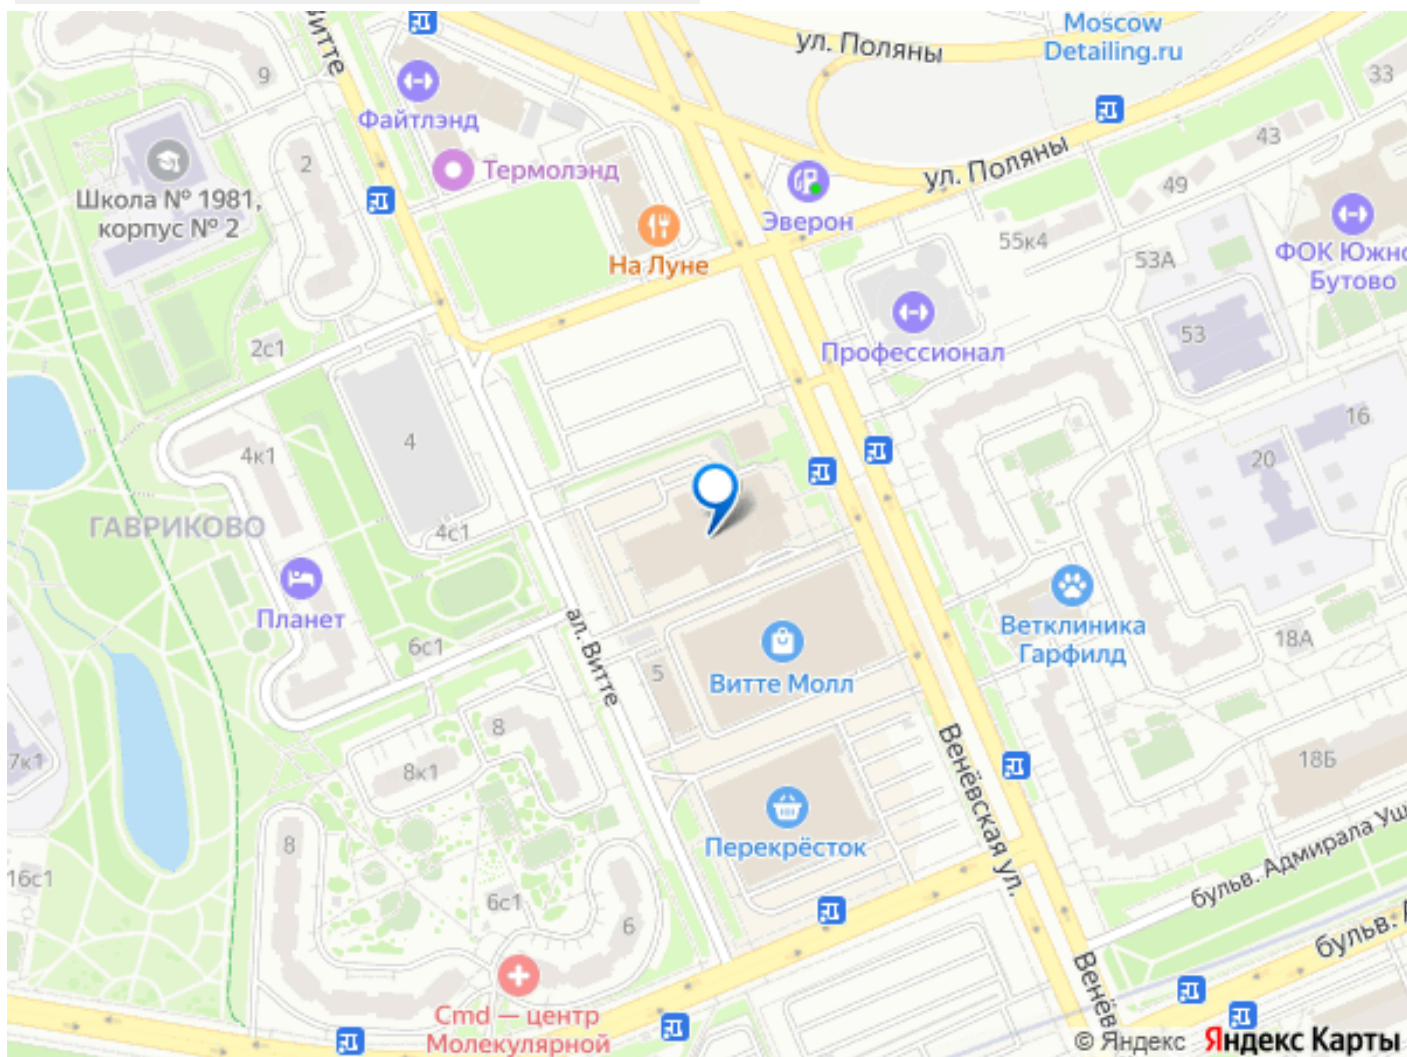 Витте
ул. Поляны
Moscow
Detailing.ru
9
33
Файтлэнд
43
2
Термолэнд
ул. Поляны
Школа № 1981,
корпус № 2
49
Эверон
55к4
На Луне
53А
ФОК Южно
Бутово
2с1
Профессионал
53
4
4к1
16
20
ГАВРИКОВО
4с1
Планет
ал. Витте
6с1
Ветклиника
Гарфилд
18А
5
Витте Молл
8
Венёвская ул.
7к1
8к1
18Б
8
Перекрёсток
16с1
бульв. Адмирала Уш
6с1
6
бульв. А
Венёв
Cmd — центр
Молекулярной
© Яндекс Яндекс Карты